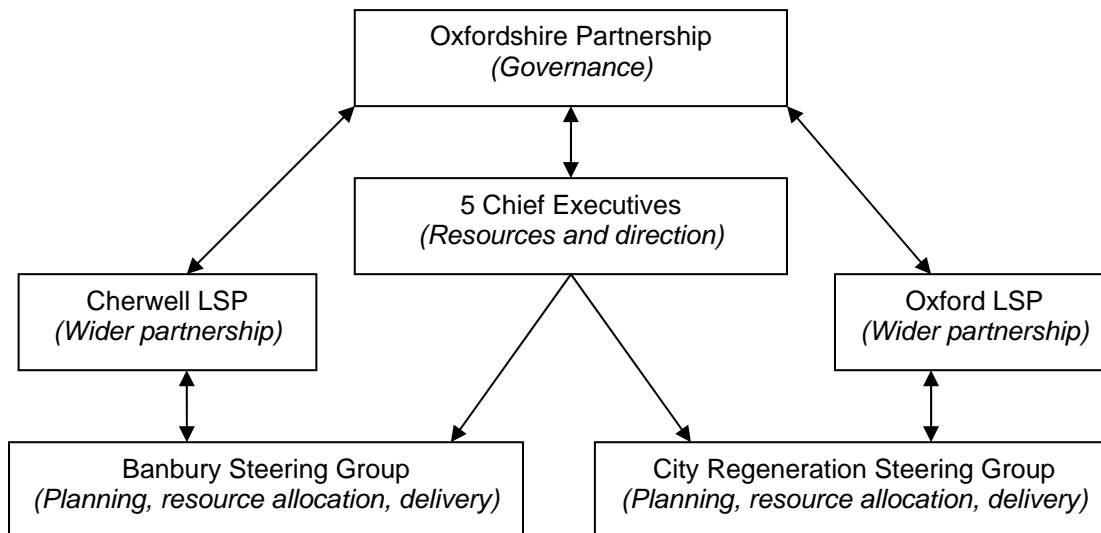 Oxfordshire Partnership
(Governance)
5 Chief Executives
(Resources and direction)
Cherwell LSP
(Wider partnership)
Oxford LSP
(Wider partnership)
Banbury Steering Group
(Planning, resource allocation, delivery)
City Regeneration Steering Group
(Planning, resource allocation, delivery)